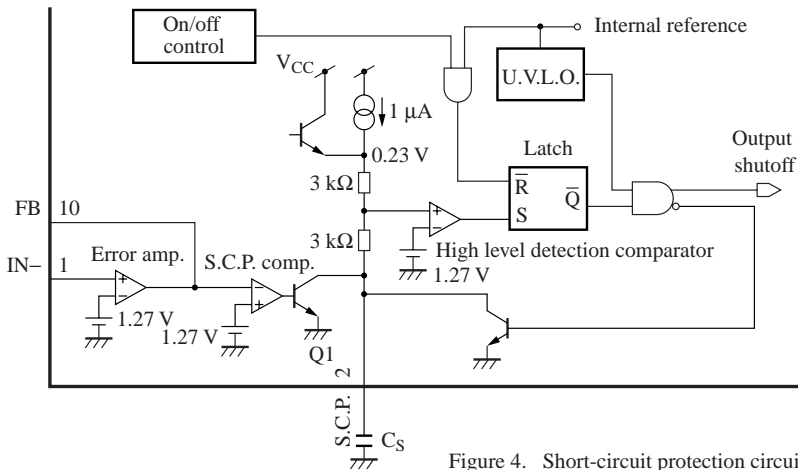 On/off
control
Internal reference
V_CC
U.V.L.O.
1 μA
0.23 V
Latch
Output
shutoff
3 kΩ
R̅
S
Q̅
FB 10
3 kΩ
High level detection comparator
1.27 V
Error amp.
S.C.P. comp.
IN– 1
+
−
−
+
+
−
1.27 V
1.27 V
Q1
2
S.C.P.
C_S
Figure 4. Short-circuit protection circui